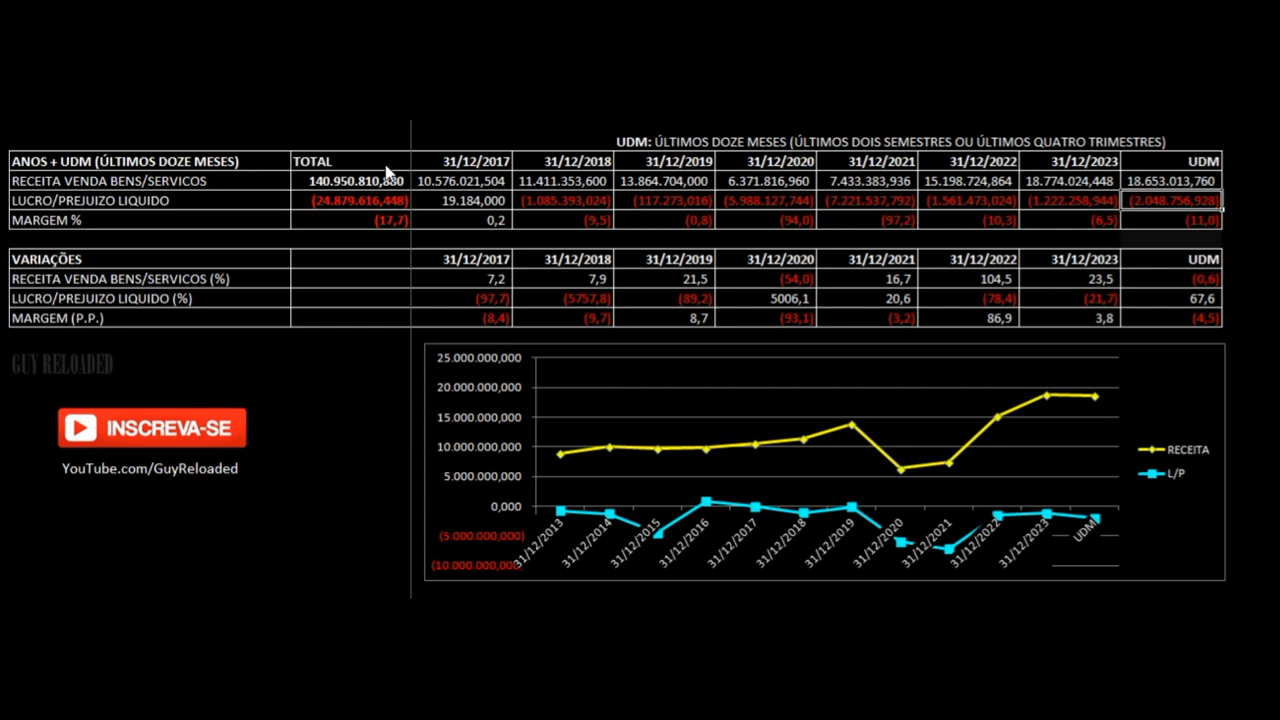 UDM: ÚLTIMOS DOZE MESES (ÚLTIMOS DOIS SEMESTRES OU ÚLTIMOS QUATRO TRIMESTRES)
ANOS + UDM (ÚLTIMOS DOZE MESES) TOTAL 31/12/2017 31/12/2018 31/12/2019 31/12/2020 31/12/2021 31/12/2022 31/12/2023 UDM
RECEITA VENDA BENS/SERVICOS 140.950.810,880 10.576.021,504 11.411.353,600 13.864.704,000 6.371.816,960 7.433.383,936 15.198.724,864 18.774.024,448 18.653.013,760
LUCRO/PREJUIZO LIQUIDO (24.879.616,448) 19.184,000 (1.085.393,024) (117.273,016) (5.988.127,744) (7.221.537,792) (1.561.473,024) (1.222.258,944) (2.048.756,928)
MARGEM % (17,7) 0,2 (9,5) (0,8) (94,0) (97,2) (10,3) (6,5) (11,0)
VARIAÇÕES 31/12/2017 31/12/2018 31/12/2019 31/12/2020 31/12/2021 31/12/2022 31/12/2023 UDM
RECEITA VENDA BENS/SERVICOS (%) 7,2 7,9 21,5 (54,0) 16,7 104,5 23,5 (0,6)
LUCRO/PREJUIZO LIQUIDO (%) (97,7) (5757,8) (89,2) 5006,1 20,6 (78,4) (21,7) 67,6
MARGEM (P.P.) (8,4) (9,7) 8,7 (93,1) (3,2) 86,9 3,8 (4,5)
GUY RELOADED
INSCREVA-SE
YouTube.com/GuyReloaded
25.000.000,000
20.000.000,000
15.000.000,000
10.000.000,000
5.000.000,000
0,000
(5.000.000,000)
(10.000.000,000)
31/12/2013 31/12/2014 31/12/2015 31/12/2016 31/12/2017 31/12/2018 31/12/2019 31/12/2020 31/12/2021 31/12/2022 31/12/2023 UDM
RECEITA
L/P